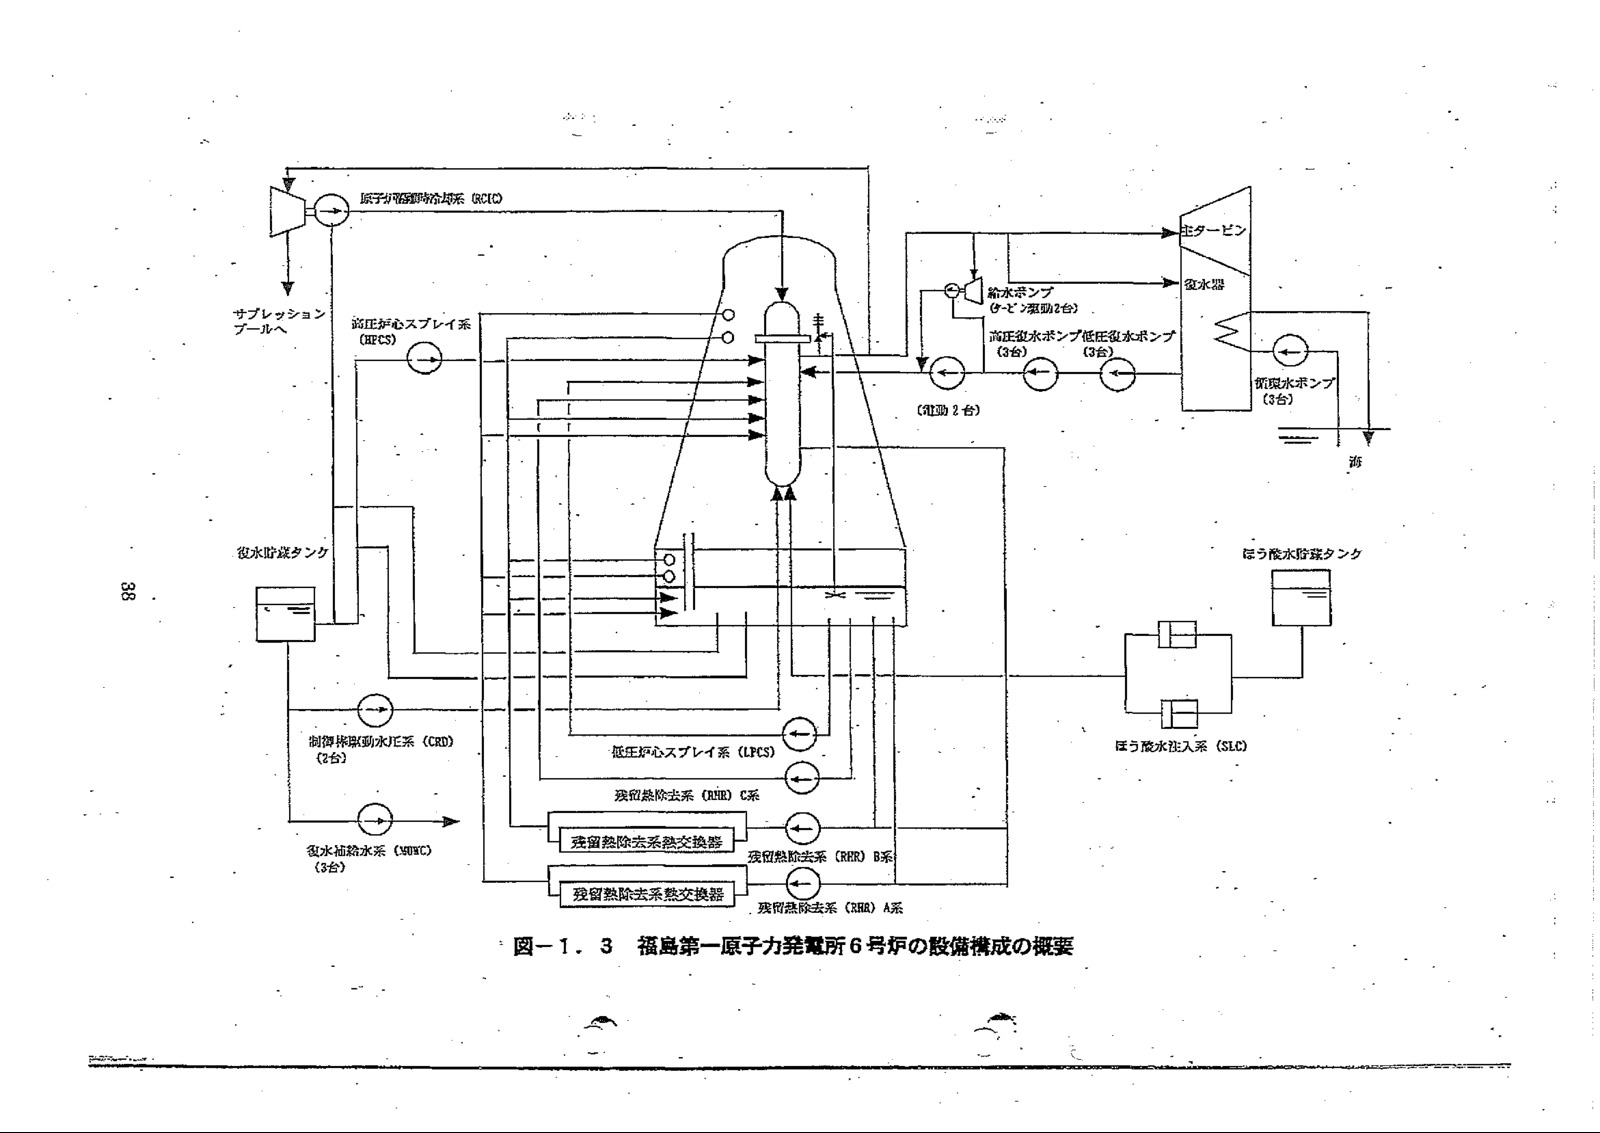 原子炉隔離時冷却系 (RCIC)
サプレッション
プールへ
高圧炉心スプレイ系
(HPCS)
主タービン
復水器
給水ポンプ
(タービン駆動2台)
高圧復水ポンプ
(3台)
低圧復水ポンプ
(3台)
(電動2台)
循環水ポンプ
(3台)
海
復水貯蔵タンク
ほう酸水貯蔵タンク
38
制御棒駆動水圧系 (CRD)
(2台)
低圧炉心スプレイ系 (LPCS)
ほう酸水注入系 (SLC)
残留熱除去系 (RHR) C系
残留熱除去系熱交換器
残留熱除去系 (RHR) B系
復水補給水系 (MUWC)
(3台)
残留熱除去系熱交換器
残留熱除去系 (RHR) A系
図-1.3 福島第一原子力発電所6号炉の設備構成の概要